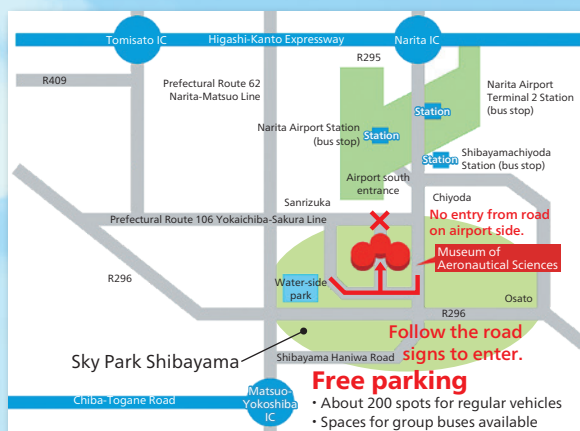 Tomisato IC
Higashi-Kanto Expressway
Narita IC
R409
Prefectural Route 62
Narita-Matsuo Line
R295
Narita Airport
Terminal 2 Station
(bus stop)
Station
Narita Airport Station
(bus stop)
Station
Station
Shibayamachiyoda
Station (bus stop)
Airport south
entrance
Sanrizuka
Chiyoda
Prefectural Route 106 Yokaichiba-Sakura Line
No entry from road
on airport side.
Museum of
Aeronautical Sciences
R296
Water-side
park
Osato
R296
Sky Park Shibayama
Follow the road
signs to enter.
Shibayama Haniwa Road
Free parking
Chiba-Togane Road
Matsuo-
Yokoshiba
IC
・About 200 spots for regular vehicles
・Spaces for group buses available